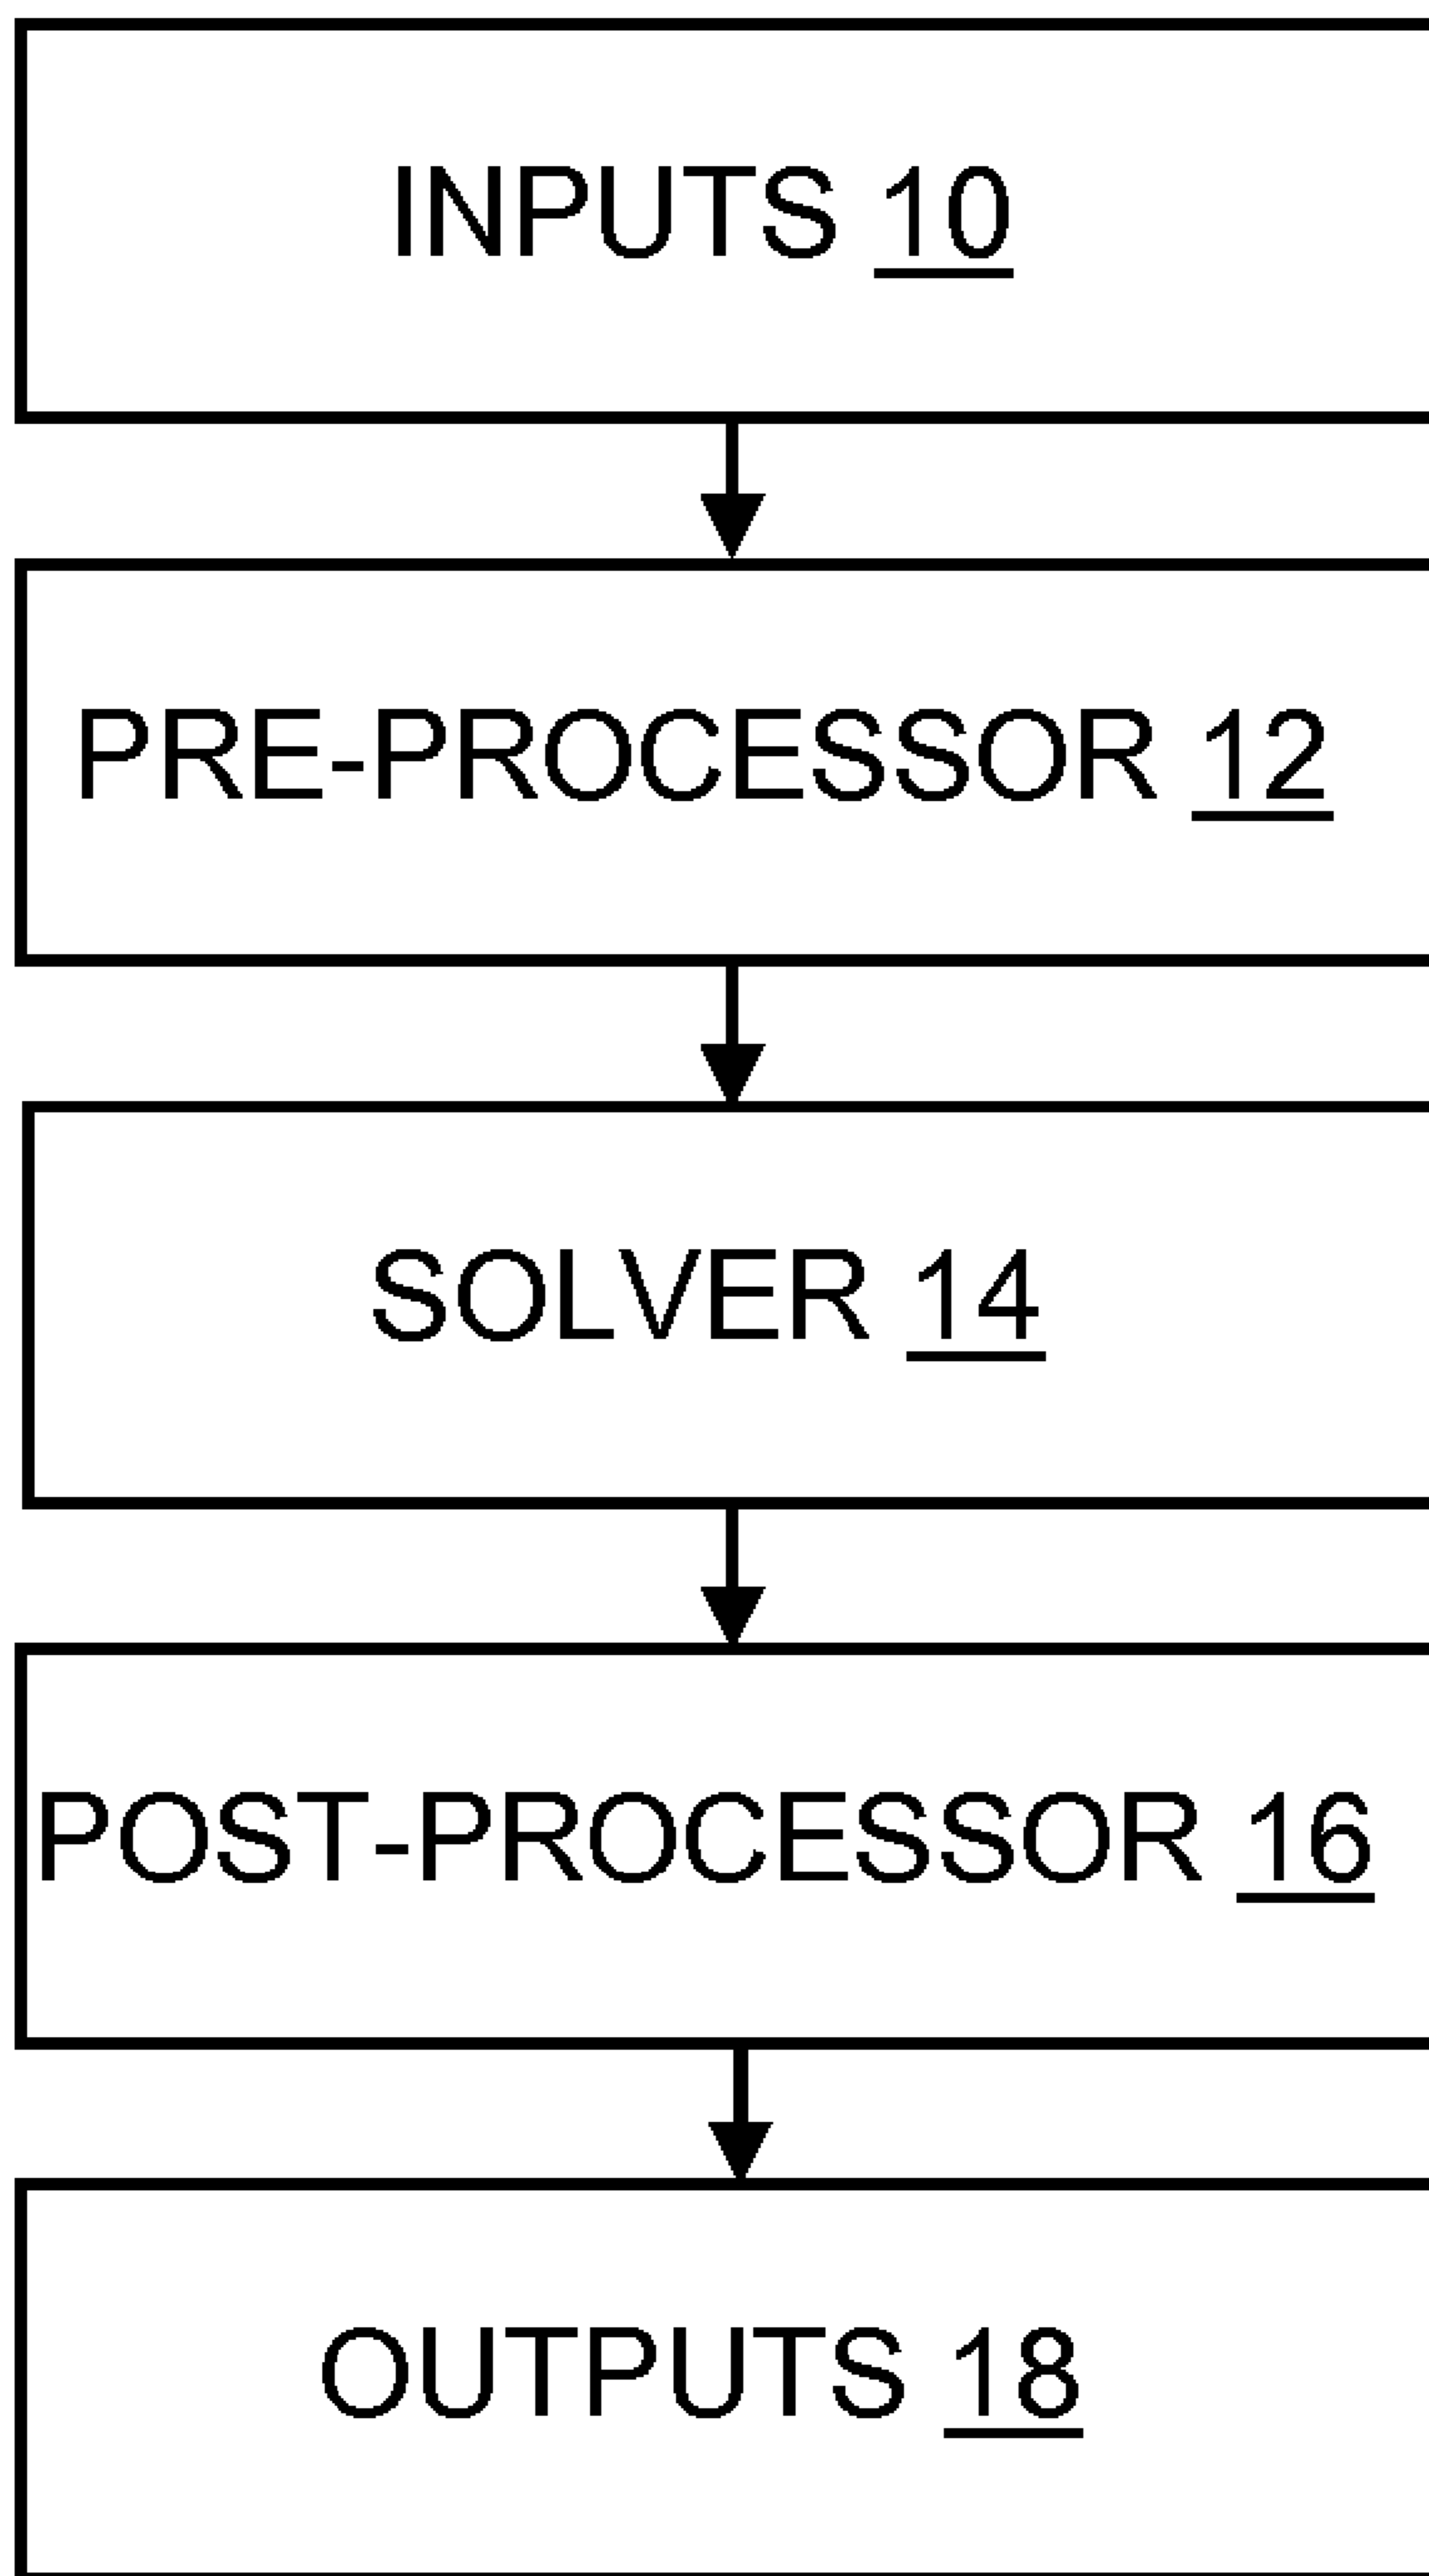 INPUTS 10
PRE-PROCESSOR 12
SOLVER 14
POST-PROCESSOR 16
OUTPUTS 18